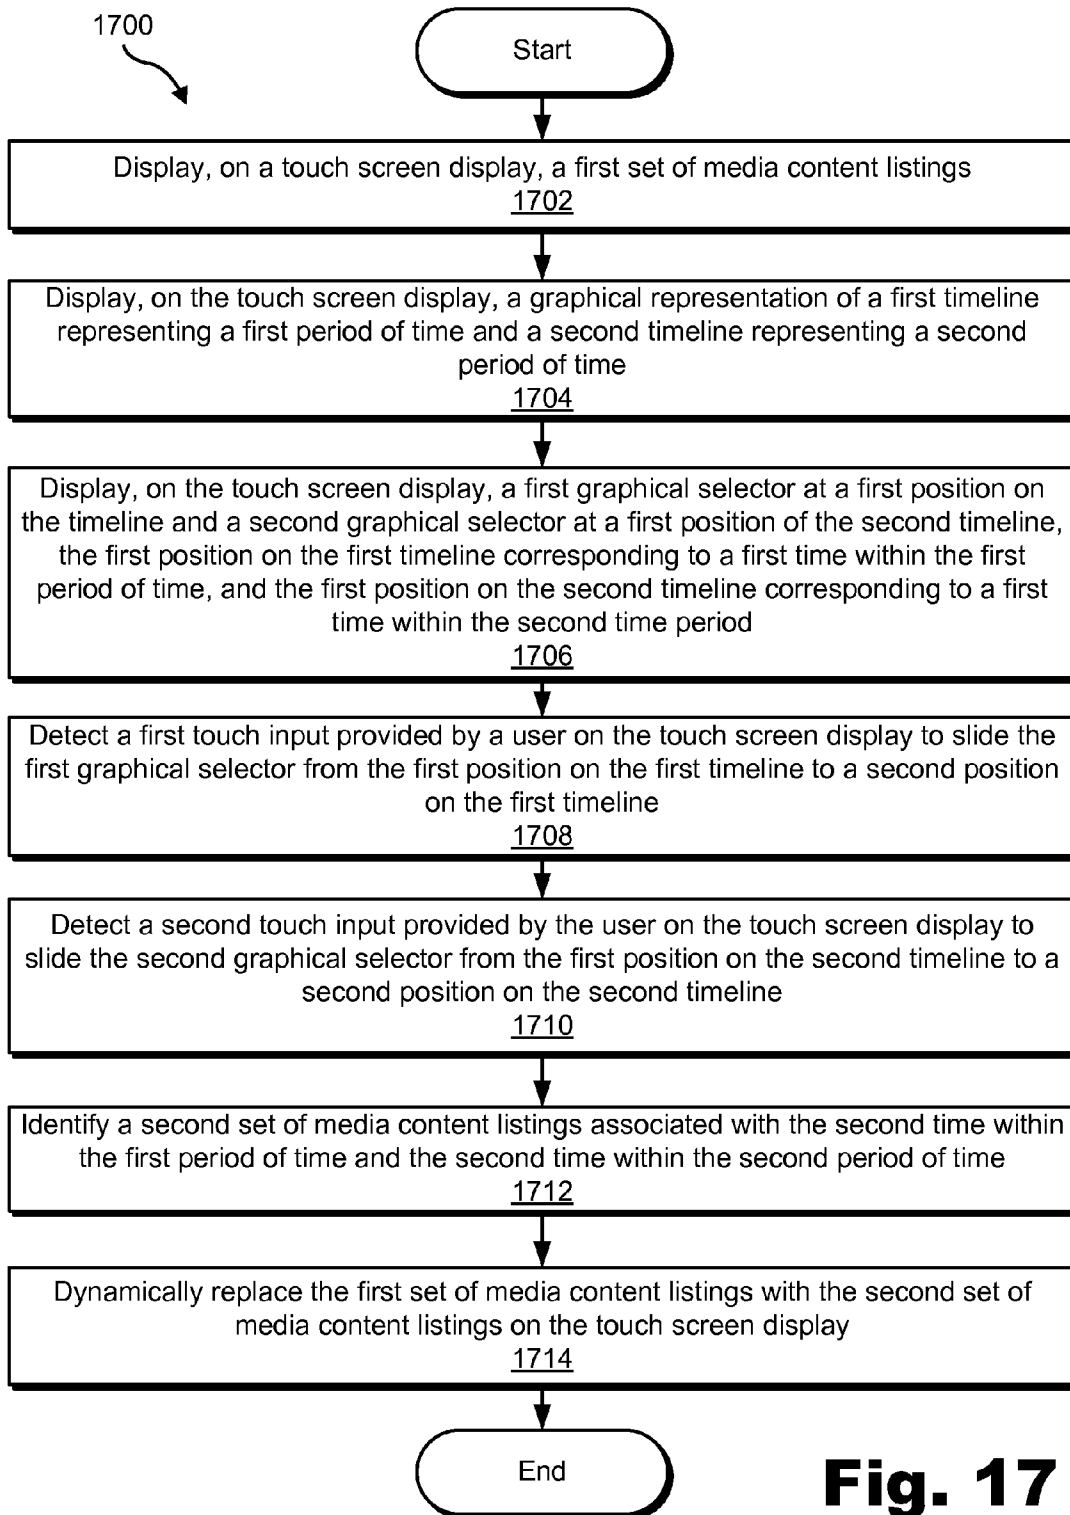 1700
Start
Display, on a touch screen display, a first set of media content listings
1702
Display, on the touch screen display, a graphical representation of a first timeline
representing a first period of time and a second timeline representing a second
period of time
1704
Display, on the touch screen display, a first graphical selector at a first position on
the timeline and a second graphical selector at a first position of the second timeline,
the first position on the first timeline corresponding to a first time within the first
period of time, and the first position on the second timeline corresponding to a first
time within the second time period
1706
Detect a first touch input provided by a user on the touch screen display to slide the
first graphical selector from the first position on the first timeline to a second position
on the first timeline
1708
Detect a second touch input provided by the user on the touch screen display to
slide the second graphical selector from the first position on the second timeline to a
second position on the second timeline
1710
Identify a second set of media content listings associated with the second time within
the first period of time and the second time within the second period of time
1712
Dynamically replace the first set of media content listings with the second set of
media content listings on the touch screen display
1714
End
Fig. 17